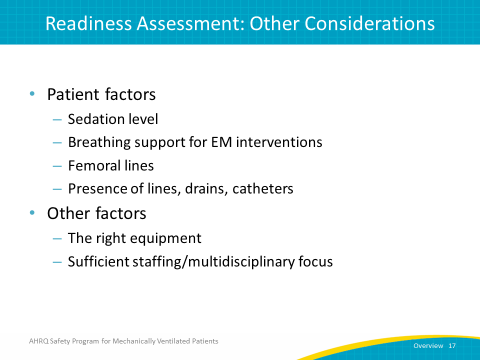 Readiness Assessment: Other Considerations
• Patient factors
– Sedation level
– Breathing support for EM interventions
– Femoral lines
– Presence of lines, drains, catheters
• Other factors
– The right equipment
– Sufficient staffing/multidisciplinary focus
AHRQ Safety Program for Mechanically Ventilated Patients
Overview 17